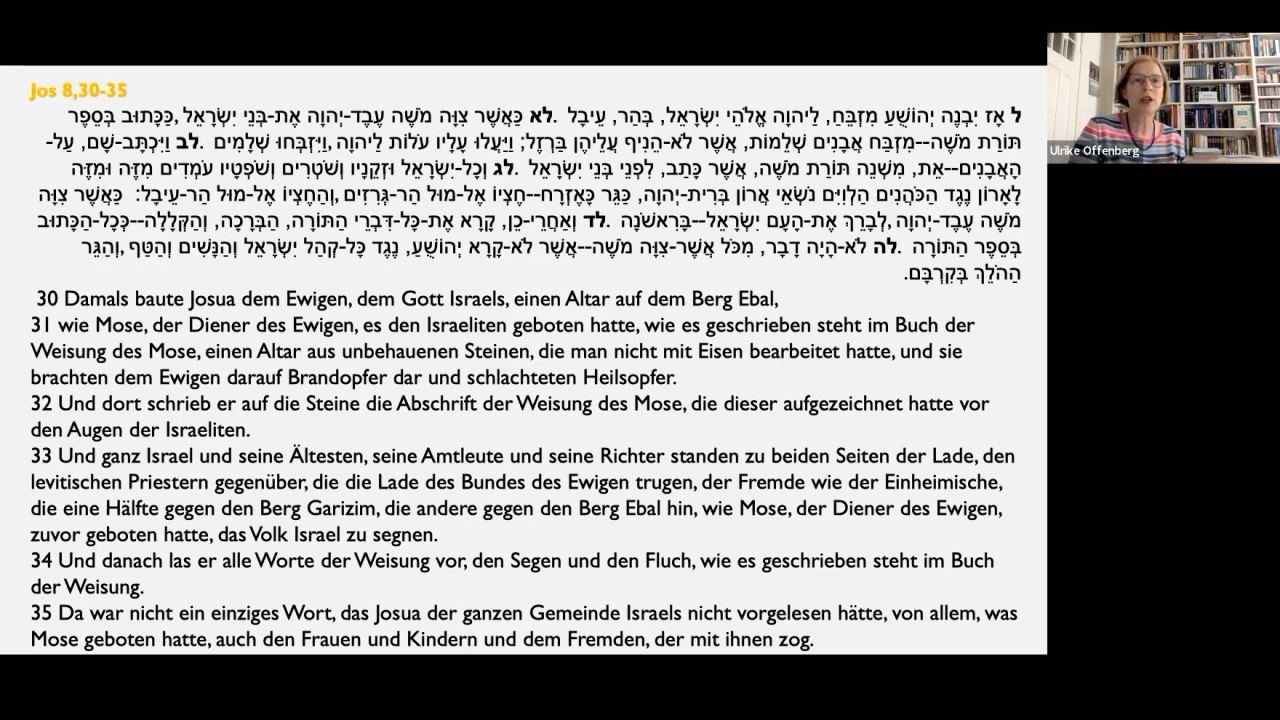 Jos 8,30-35
ל אָז יִבְנֶה יְהוֹשֻׁעַ מִזְבֵּחַ, לַיהוָה אֱלֹהֵי יִשְׂרָאֵל, בְּהַר, עֵיבָל .לא כַּאֲשֶׁר צִוָּה מֹשֶׁה עֶבֶד-יְהוָה אֶת-בְּנֵי יִשְׂרָאֵל ,כַּכָּתוּב בְּסֵפֶר
תּוֹרַת מֹשֶׁה--מִזְבַּח אֲבָנִים שְׁלֵמוֹת, אֲשֶׁר לֹא-הֵנִיף עֲלֵיהֶן בַּרְזֶל; וַיַּעֲלוּ עָלָיו עֹלוֹת לַיהוָה ,וַיִּזְבְּחוּ שְׁלָמִים .לב וַיִּכְתָּב-שָׁם, עַל-
הָאֲבָנִים--אֵת, מִשְׁנֵה תּוֹרַת מֹשֶׁה, אֲשֶׁר כָּתַב, לִפְנֵי בְּנֵי יִשְׂרָאֵל .לג וְכָל-יִשְׂרָאֵל וּזְקֵנָיו וְשֹׁטְרִים וְשֹׁפְטָיו עֹמְדִים מִזֶּה וּמִזֶּה
לָאָרוֹן נֶגֶד הַכֹּהֲנִים הַלְוִיִּם נֹשְׂאֵי אֲרוֹן בְּרִית-יְהוָה, כַּגֵּר כָּאֶזְרָח--חֶצְיוֹ אֶל-מוּל הַר-גְּרִזִים ,וְהַחֶצְיוֹ אֶל-מוּל הַר-עֵיבָל: כַּאֲשֶׁר צִוָּה
מֹשֶׁה עֶבֶד-יְהוָה ,לְבָרֵךְ אֶת-הָעָם יִשְׂרָאֵל--בָּרִאשֹׁנָה .לד וְאַחֲרֵי-כֵן, קָרָא אֶת-כָּל-דִּבְרֵי הַתּוֹרָה, הַבְּרָכָה, וְהַקְּלָלָה--כְּכָל-הַכָּתוּב
בְּסֵפֶר הַתּוֹרָה .לה לֹא-הָיָה דָבָר, מִכֹּל אֲשֶׁר-צִוָּה מֹשֶׁה--אֲשֶׁר לֹא-קָרָא יְהוֹשֻׁעַ, נֶגֶד כָּל-קְהַל יִשְׂרָאֵל וְהַנָּשִׁים וְהַטַּף ,וְהַגֵּר
הַהֹלֵךְ בְּקִרְבָּם.
30 Damals baute Josua dem Ewigen, dem Gott Israels, einen Altar auf dem Berg Ebal,
31 wie Mose, der Diener des Ewigen, es den Israeliten geboten hatte, wie es geschrieben steht im Buch der
Weisung des Mose, einen Altar aus unbehauenen Steinen, die man nicht mit Eisen bearbeitet hatte, und sie
brachten dem Ewigen darauf Brandopfer dar und schlachteten Heilsopfer.
32 Und dort schrieb er auf die Steine die Abschrift der Weisung des Mose, die dieser aufgezeichnet hatte vor
den Augen der Israeliten.
33 Und ganz Israel und seine Ältesten, seine Amtleute und seine Richter standen zu beiden Seiten der Lade, den
levitischen Priestern gegenüber, die die Lade des Bundes des Ewigen trugen, der Fremde wie der Einheimische,
die eine Hälfte gegen den Berg Garizim, die andere gegen den Berg Ebal hin, wie Mose, der Diener des Ewigen,
zuvor geboten hatte, das Volk Israel zu segnen.
34 Und danach las er alle Worte der Weisung vor, den Segen und den Fluch, wie es geschrieben steht im Buch
der Weisung.
35 Da war nicht ein einziges Wort, das Josua der ganzen Gemeinde Israels nicht vorgelesen hätte, von allem, was
Mose geboten hatte, auch den Frauen und Kindern und dem Fremden, der mit ihnen zog.
Ulrike Offenberg